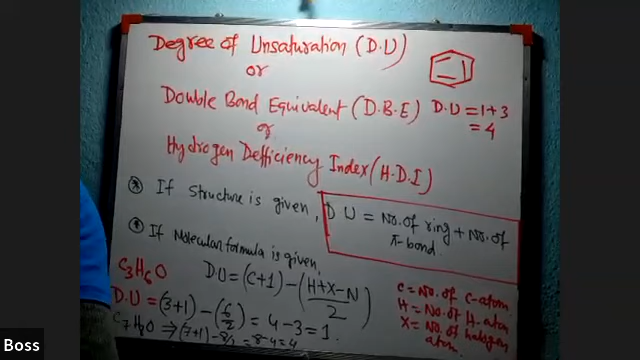 Degree of Unsaturation (D.U)
or
Double Bond Equivalent (D.B.E)
or
Hydrogen Defficiency Index (H.D.I)
D.U = 1+3
= 4
* If structure is given, D U = No. of ring + No. of π-bond.
* If Molecular formula is given,
DU = (C+1) - (H+X-N / 2)
C3H6O
D.U = (3+1) - (6/2) = 4-3 = 1.
C7H8O → (7+1) - 8/2 = 8-4 = 4
C = No. of C-atom
H = No. of H-atom
X = No. of halogen atom.
Boss